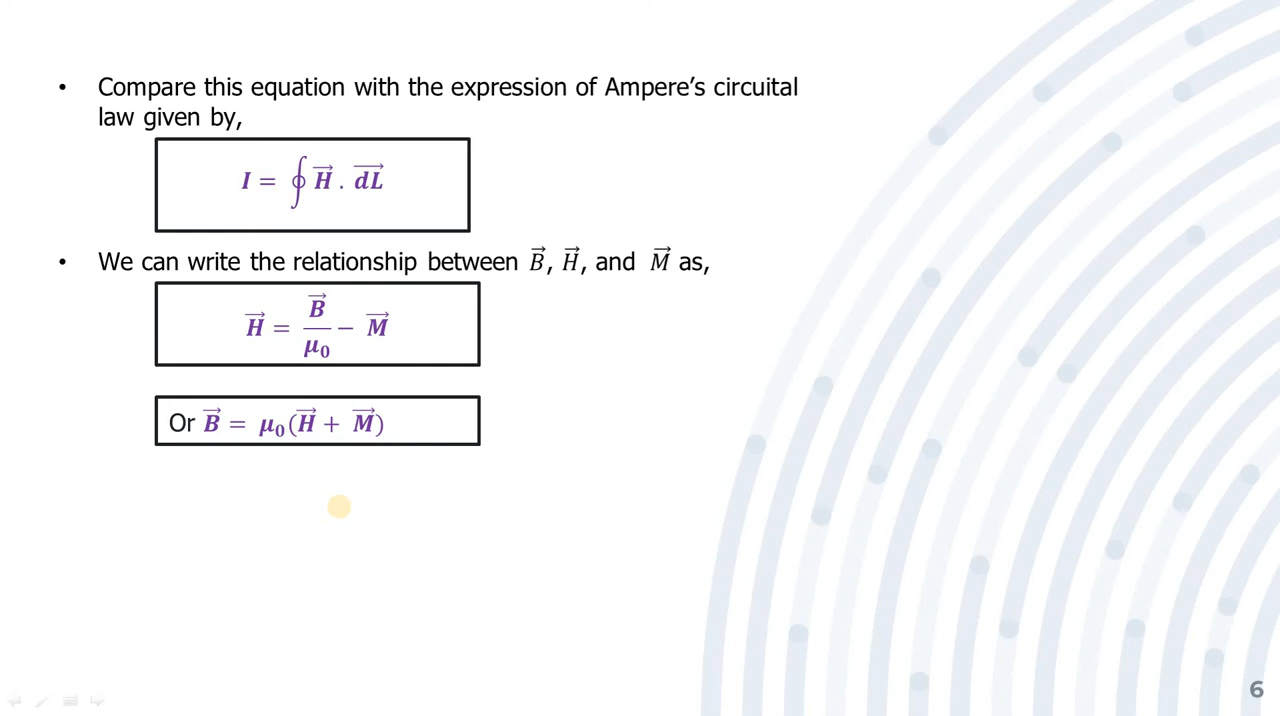 • Compare this equation with the expression of Ampere’s circuital
law given by,
I = ∮ H⃗ . dL⃗
• We can write the relationship between B⃗, H⃗, and M⃗ as,
H⃗ = B⃗/μ₀ − M⃗
Or B⃗ = μ₀(H⃗ + M⃗)
6